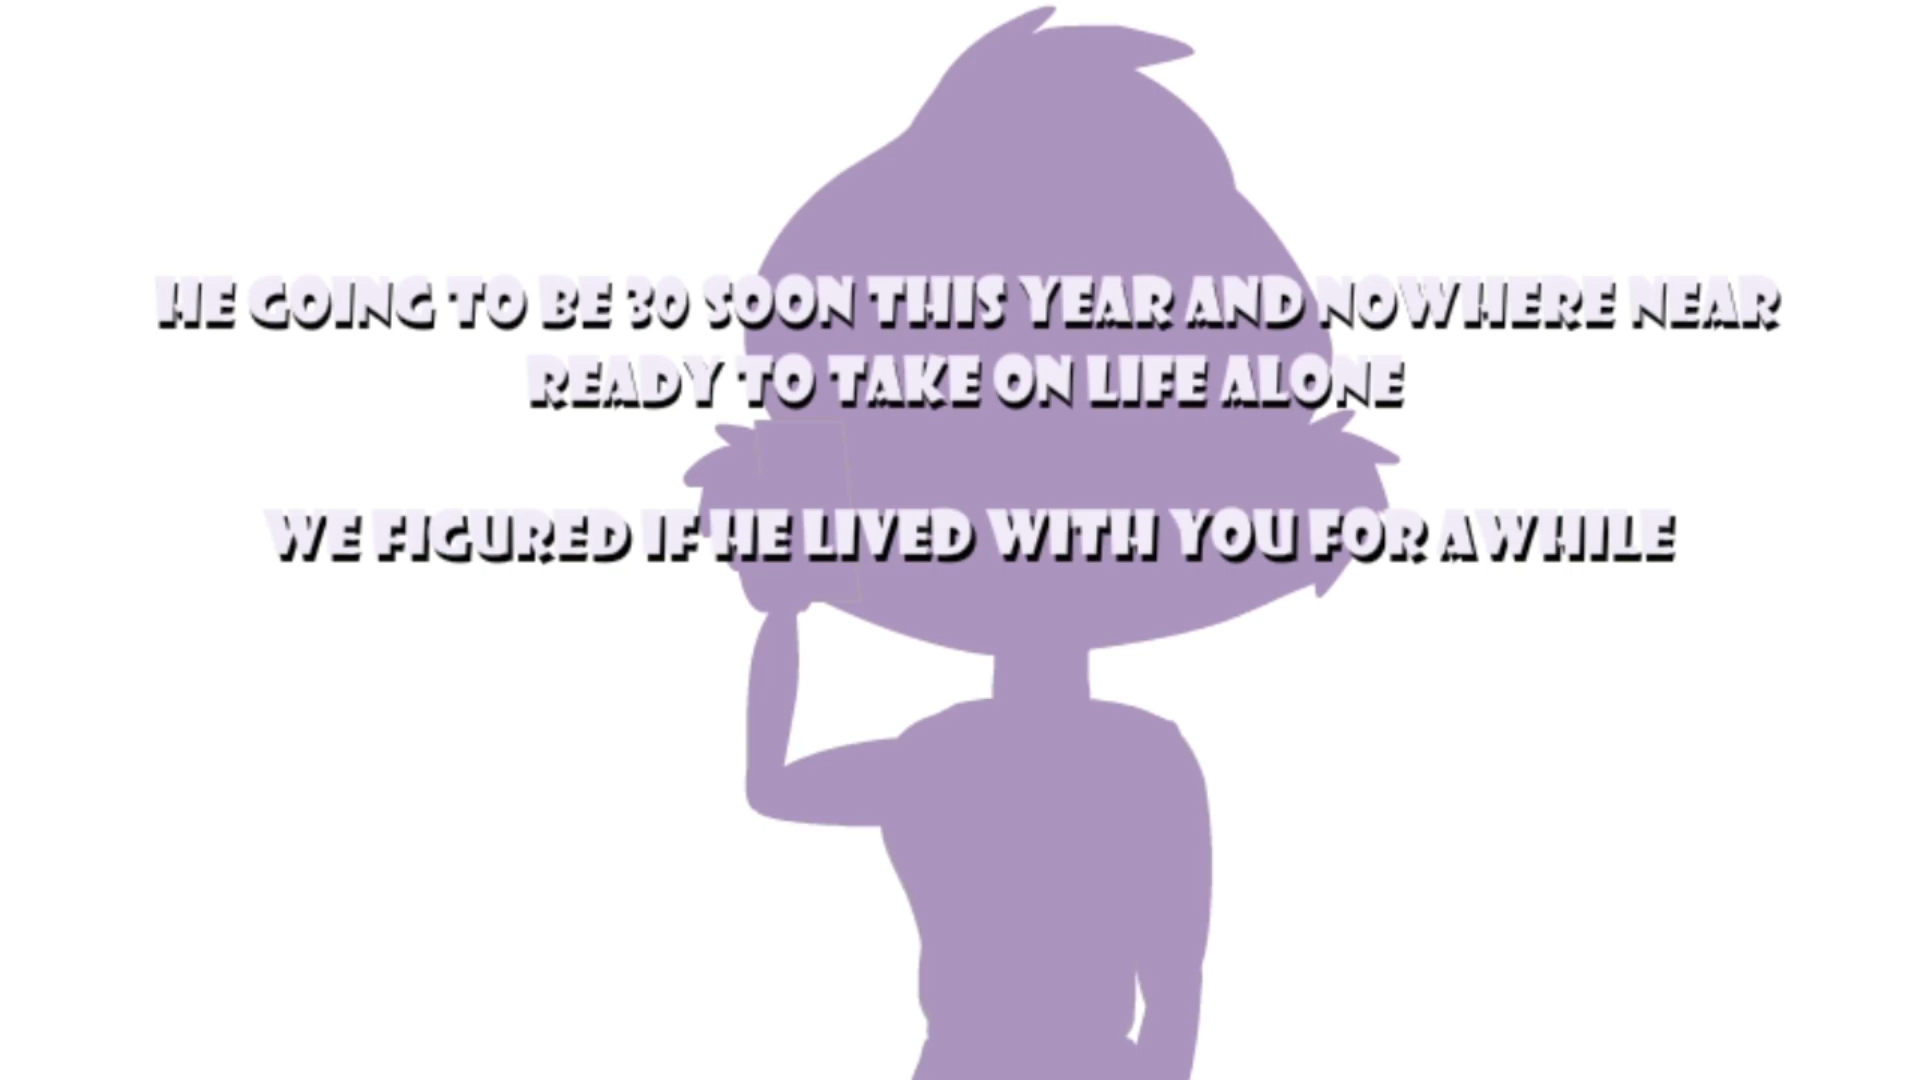 HE GOING TO BE 30 SOON THIS YEAR AND NOWHERE NEAR
READY TO TAKE ON LIFE ALONE
WE FIGURED IF HE LIVED WITH YOU FOR AWHILE